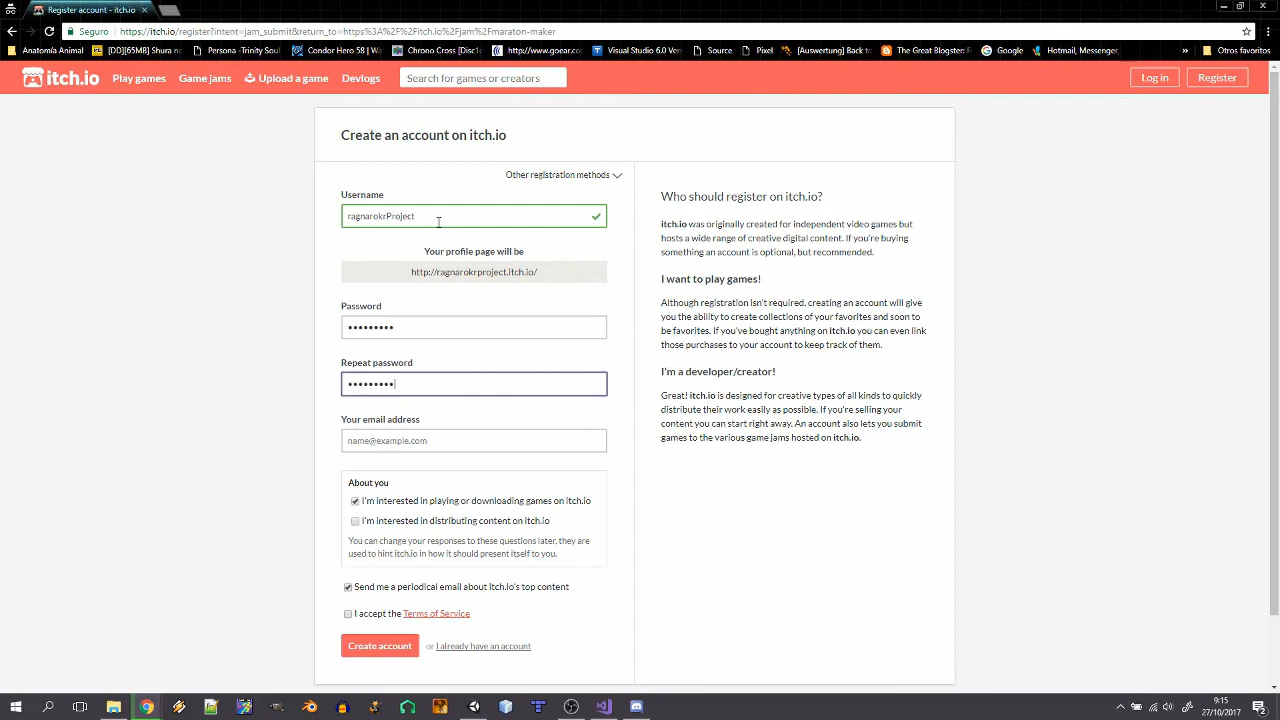 Register account - itch.io
Seguro
https://itch.io/register?intent=jam_submit&return_to=https%3A%2F%2Fitch.io%2Fjam%2Fmaraton-maker
Anatomía Animal
[DD][65MB] Shura no
Persona -Trinity Soul
Condor Hero 58 | Wa
Chrono Cross [Disc1
http://www.goear.co
Visual Studio 6.0 Ver
Source
Pixel
[Auswertung] Back to
The Great Blogster: F
Google
Hotmail, Messenger,
»
Otros favoritos
itch.io
Play games
Game jams
Upload a game
Devlogs
Search for games or creators
Log in
Register
Create an account on itch.io
Other registration methods
Username
ragnarokrProject
Your profile page will be
http://ragnarokrproject.itch.io/
Password
•••••••••
Repeat password
•••••••••
Your email address
name@example.com
About you
I'm interested in playing or downloading games on itch.io
I'm interested in distributing content on itch.io
You can change your responses to these questions later, they are
used to hint itch.io in how it should present itself to you.
Send me a periodical email about itch.io's top content
I accept the Terms of Service
Create account
or I already have an account
Who should register on itch.io?
itch.io was originally created for independent video games but
hosts a wide range of creative digital content. If you're buying
something an account is optional, but recommended.
I want to play games!
Although registration isn't required, creating an account will give
you the ability to create collections of your favorites and soon to
be favorites. If you've bought anything on itch.io you can even link
those purchases to your account to keep track of them.
I'm a developer/creator!
Great! itch.io is designed for creative types of all kinds to quickly
distribute their work easily as possible. If you're selling your
content you can start right away. An account also lets you submit
games to the various game jams hosted on itch.io.
9:15
27/10/2017